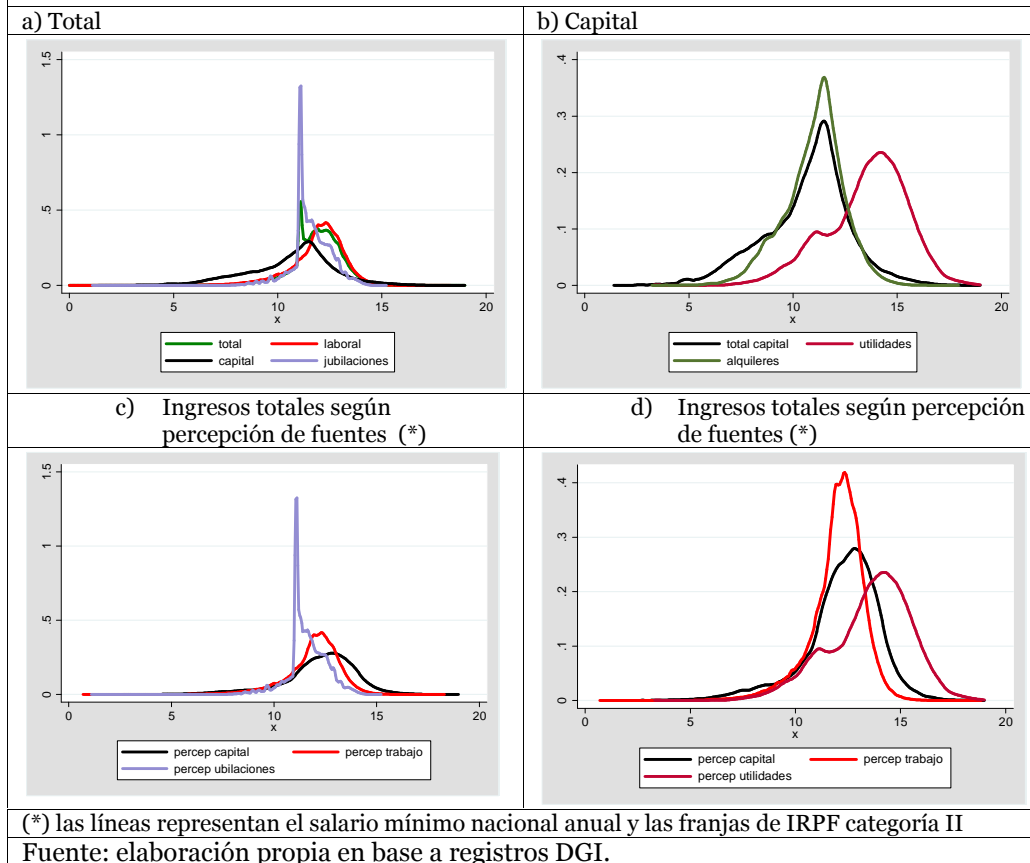 a) Total
b) Capital
1.5
1
.5
0
0
5
10
15
20
x
total
laboral
capital
jubilaciones
.4
.3
.2
.1
0
0
5
10
15
20
x
total capital
utilidades
alquileres
c) Ingresos totales según
percepción de fuentes (*)
d) Ingresos totales según percepción
de fuentes (*)
1.5
1
.5
0
0
5
10
15
20
x
percep capital
percep trabajo
percep ubilaciones
.4
.3
.2
.1
0
0
5
10
15
20
x
percep capital
percep trabajo
percep utilidades
(*) las líneas representan el salario mínimo nacional anual y las franjas de IRPF categoría II
Fuente: elaboración propia en base a registros DGI.